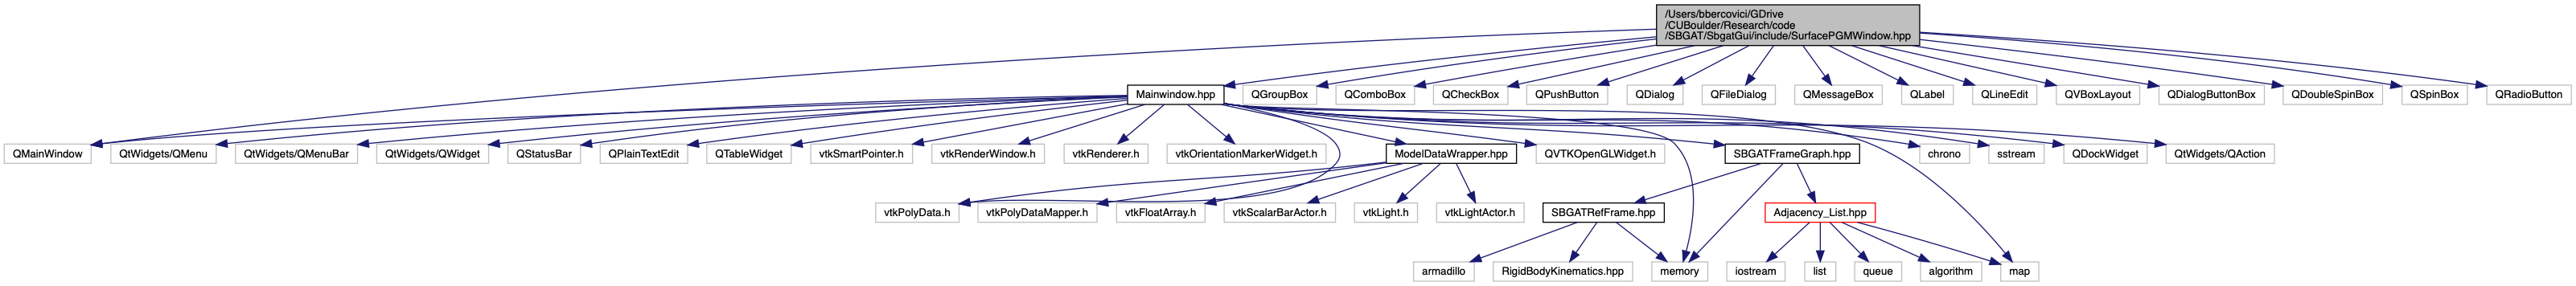 /Users/bbercovici/GDrive
/CUBoulder/Research/code
/SBGAT/SbgatGui/include/SurfacePGMWindow.hpp
Mainwindow.hpp
QGroupBox
QComboBox
QCheckBox
QPushButton
QDialog
QFileDialog
QMessageBox
QLabel
QLineEdit
QVBoxLayout
QDialogButtonBox
QDoubleSpinBox
QSpinBox
QRadioButton
QMainWindow
QtWidgets/QMenu
QtWidgets/QMenuBar
QtWidgets/QWidget
QStatusBar
QPlainTextEdit
QTableWidget
vtkSmartPointer.h
vtkRenderWindow.h
vtkRenderer.h
vtkOrientationMarkerWidget.h
ModelDataWrapper.hpp
QVTKOpenGLWidget.h
SBGATFrameGraph.hpp
chrono
sstream
QDockWidget
QtWidgets/QAction
vtkPolyData.h
vtkPolyDataMapper.h
vtkFloatArray.h
vtkScalarBarActor.h
vtkLight.h
vtkLightActor.h
SBGATRefFrame.hpp
Adjacency_List.hpp
armadillo
RigidBodyKinematics.hpp
memory
iostream
list
queue
algorithm
map